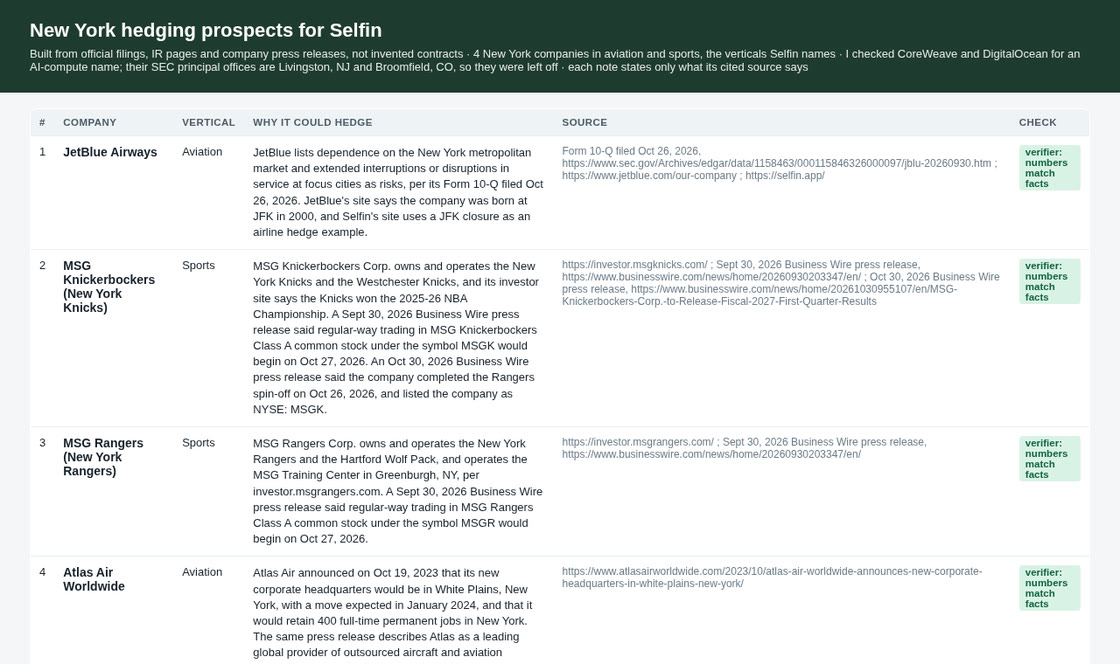 New York hedging prospects for Selfin
Built from official filings, IR pages and company press releases, not invented contracts · 4 New York companies in aviation and sports, the verticals Selfin names · I checked CoreWeave and DigitalOcean for an
AI-compute name; their SEC principal offices are Livingston, NJ and Broomfield, CO, so they were left off · each note states only what its cited source says
# COMPANY VERTICAL WHY IT COULD HEDGE SOURCE CHECK
1 JetBlue Airways Aviation
JetBlue lists dependence on the New York metropolitan
market and extended interruptions or disruptions in
service at focus cities as risks, per its Form 10-Q filed Oct
26, 2026. JetBlue's site says the company was born at
JFK in 2000, and Selfin's site uses a JFK closure as an
airline hedge example.
Form 10-Q filed Oct 26, 2026,
https://www.sec.gov/Archives/edgar/data/1158463/000115846326000097/jblu-20260930.htm ;
https://www.jetblue.com/our-company ; https://selfin.app/
verifier:
numbers
match
facts
2 MSG
Knickerbockers
(New York
Knicks)
Sports
MSG Knickerbockers Corp. owns and operates the New
York Knicks and the Westchester Knicks, and its investor
site says the Knicks won the 2025-26 NBA
Championship. A Sept 30, 2026 Business Wire press
release said regular-way trading in MSG Knickerbockers
Class A common stock under the symbol MSGK would
begin on Oct 27, 2026. An Oct 30, 2026 Business Wire
press release said the company completed the Rangers
spin-off on Oct 26, 2026, and listed the company as
NYSE: MSGK.
https://investor.msgknicks.com/ ; Sept 30, 2026 Business Wire press release,
https://www.businesswire.com/news/home/20260930203347/en/ ; Oct 30, 2026 Business Wire
press release, https://www.businesswire.com/news/home/20261030955107/en/MSG-
Knickerbockers-Corp.-to-Release-Fiscal-2027-First-Quarter-Results
verifier:
numbers
match
facts
3 MSG Rangers
(New York
Rangers)
Sports
MSG Rangers Corp. owns and operates the New York
Rangers and the Hartford Wolf Pack, and operates the
MSG Training Center in Greenburgh, NY, per
investor.msgrangers.com. A Sept 30, 2026 Business Wire
press release said regular-way trading in MSG Rangers
Class A common stock under the symbol MSGR would
begin on Oct 27, 2026.
https://investor.msgrangers.com/ ; Sept 30, 2026 Business Wire press release,
https://www.businesswire.com/news/home/20260930203347/en/
verifier:
numbers
match
facts
4 Atlas Air
Worldwide
Aviation
Atlas Air announced on Oct 19, 2023 that its new
corporate headquarters would be in White Plains, New
York, with a move expected in January 2024, and that it
would retain 400 full-time permanent jobs in New York.
The same press release describes Atlas as a leading
global provider of outsourced aircraft and aviation
https://www.atlasairworldwide.com/2023/10/atlas-air-worldwide-announces-new-corporate-
headquarters-in-white-plains-new-york/
verifier:
numbers
match
facts